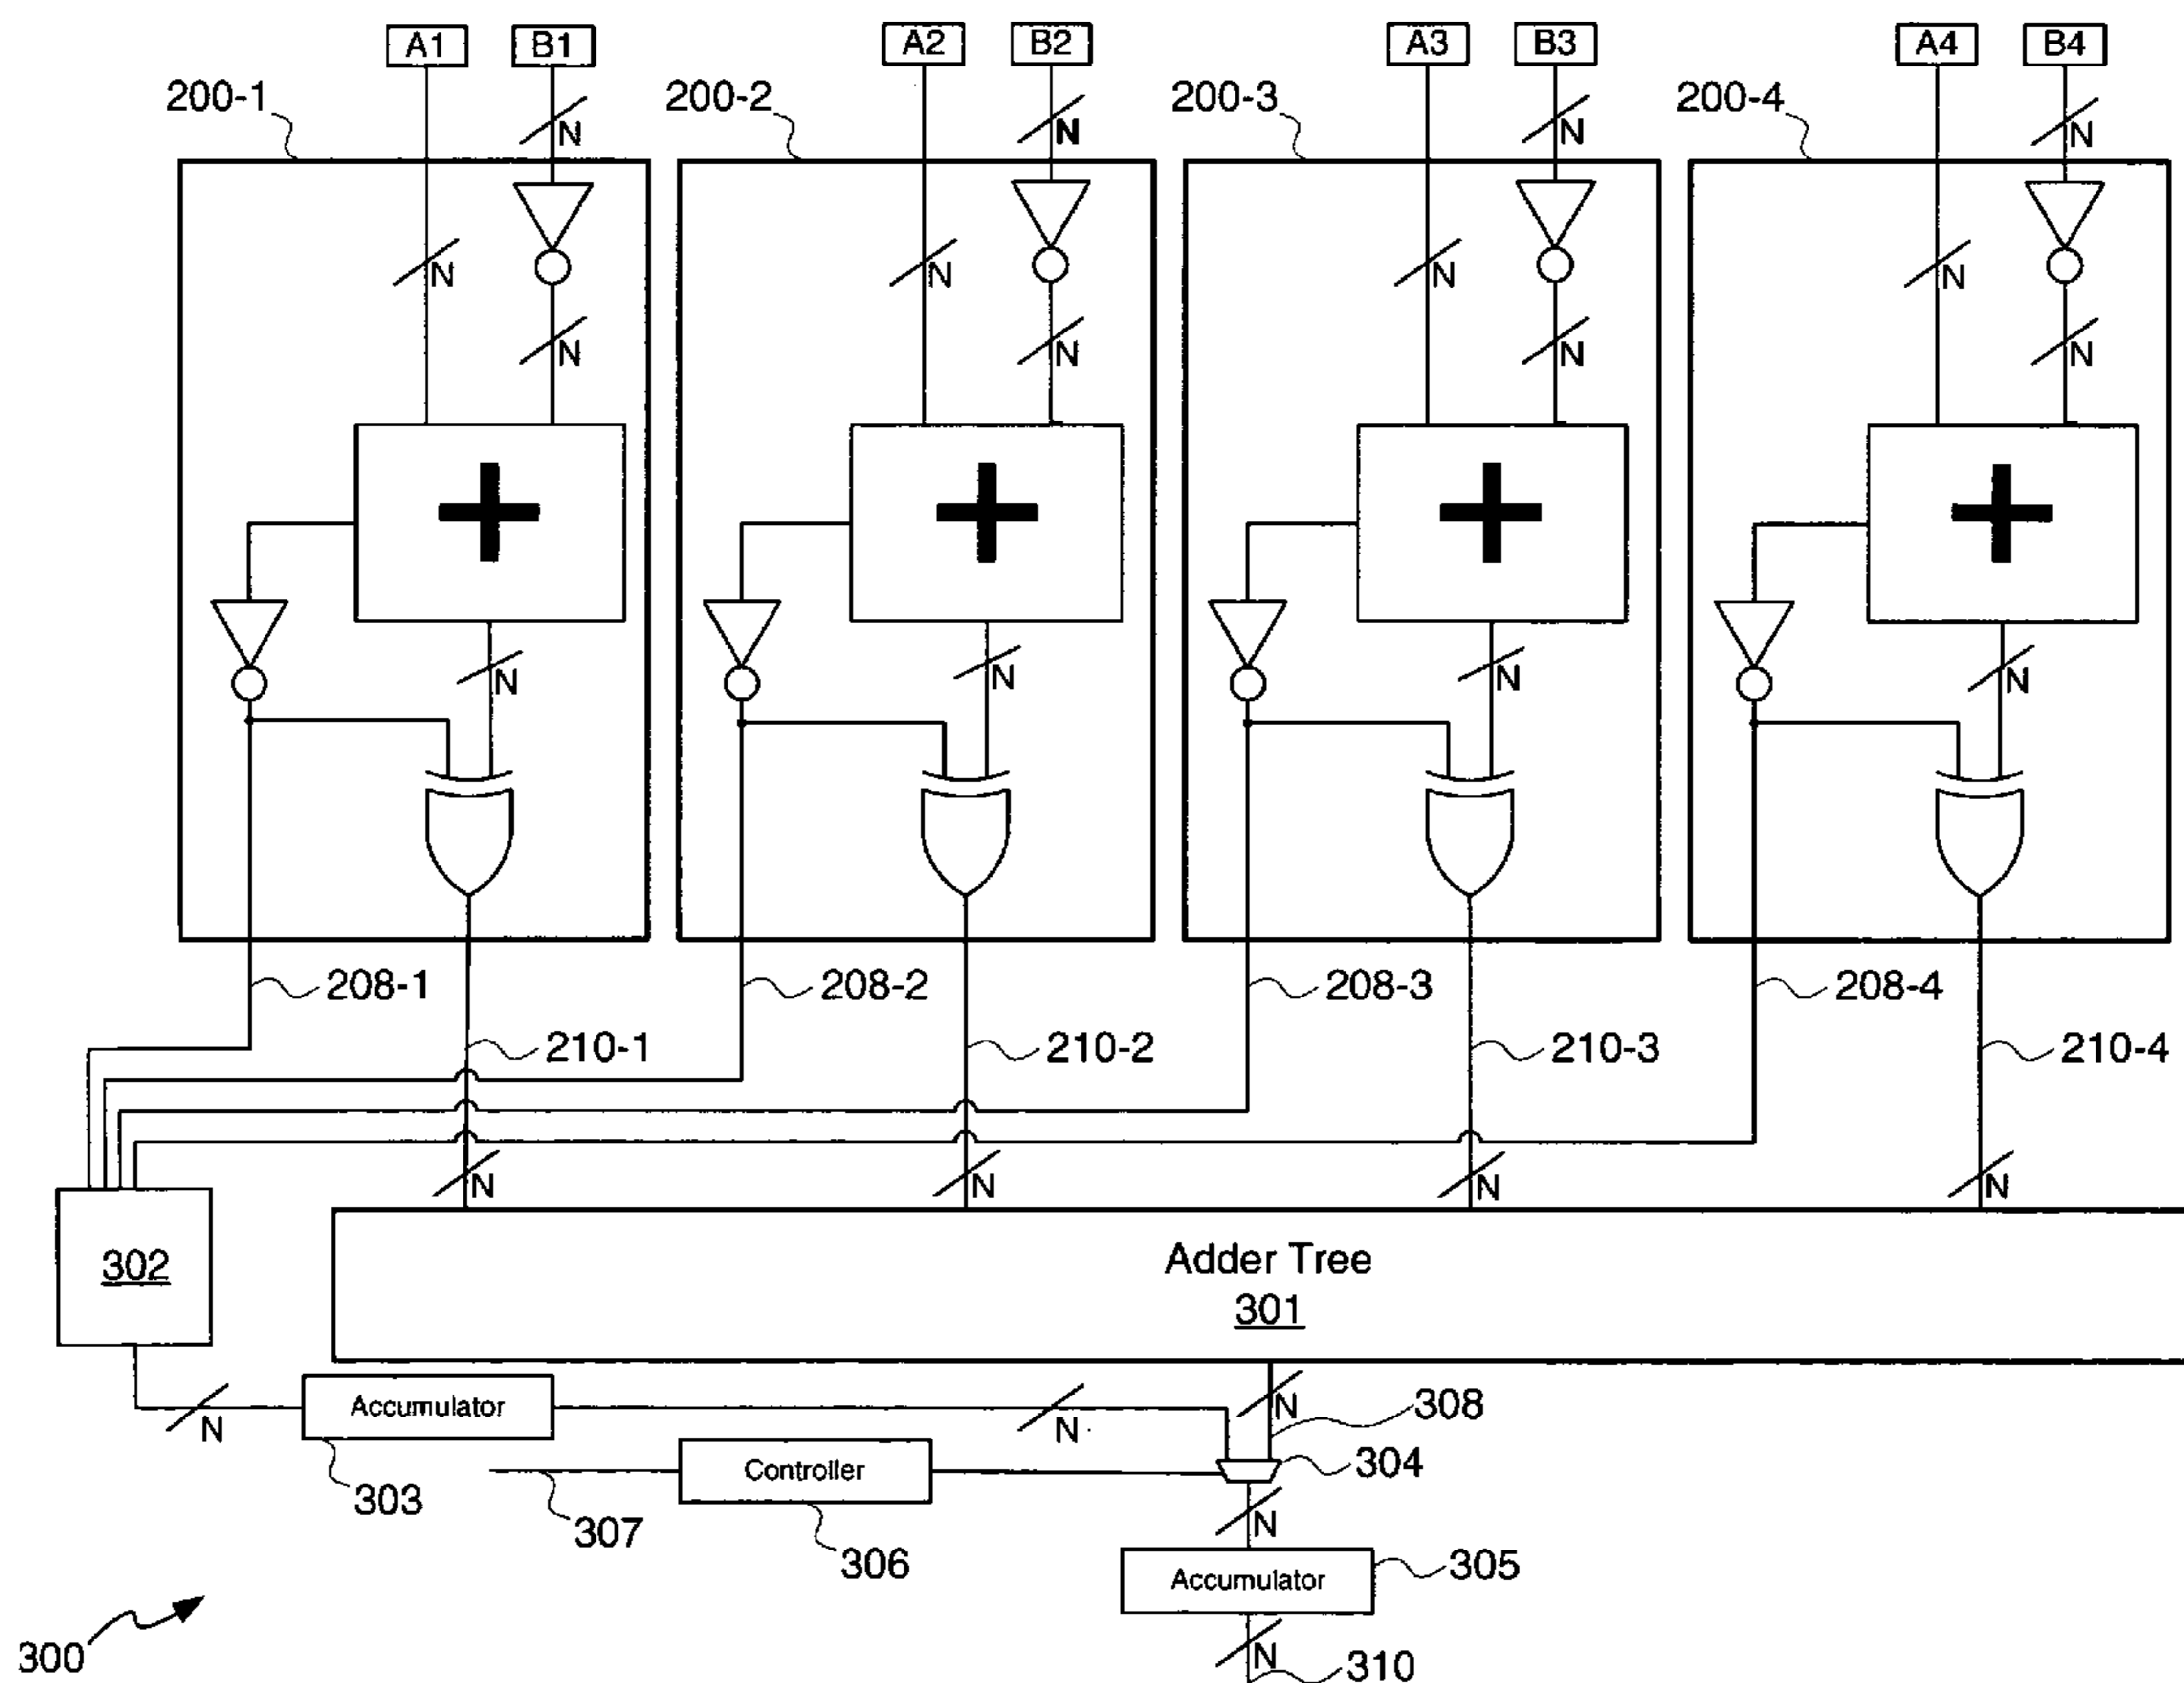 A1 B1 A2 B2 A3 B3 A4 B4
200-1 200-2 200-3 200-4
N N N N
N N N N
N N N N
N N N N
208-1 208-2 208-3 208-4
210-1 210-2 210-3 210-4
N N N N
302
Adder Tree
301
N Accumulator N N 308
303
307
Controller
306
304
N
Accumulator 305
N
310
300